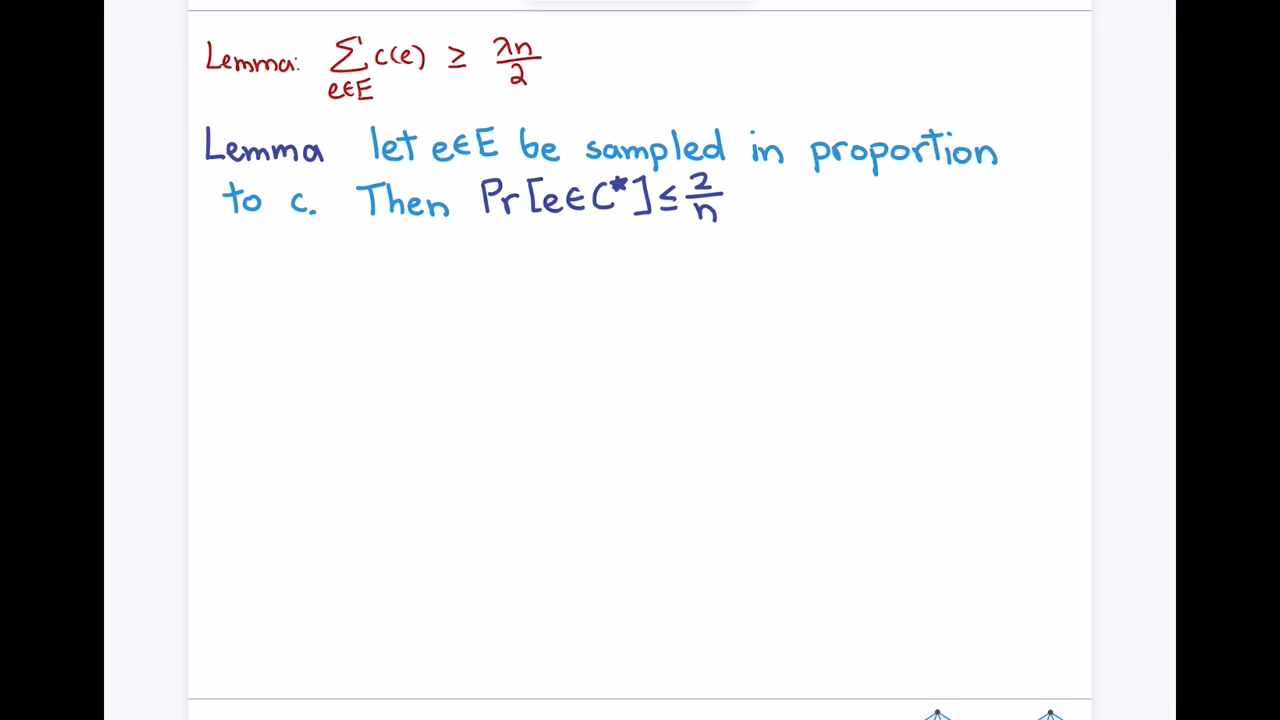 Lemma: ∑_{e∈E} c(e) ≥ λn/2
Lemma let e∈E be sampled in proportion
to c. Then Pr[e∈C*] ≤ 2/n